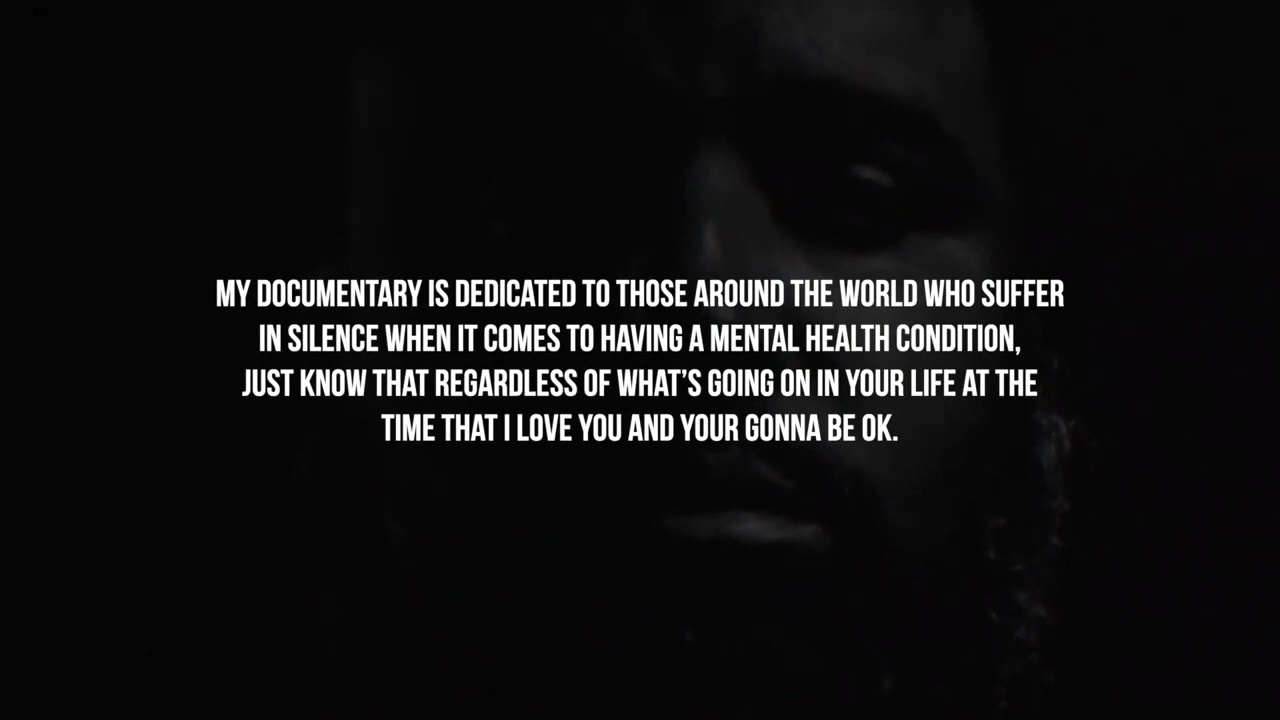 MY DOCUMENTARY IS DEDICATED TO THOSE AROUND THE WORLD WHO SUFFER
IN SILENCE WHEN IT COMES TO HAVING A MENTAL HEALTH CONDITION,
JUST KNOW THAT REGARDLESS OF WHAT'S GOING ON IN YOUR LIFE AT THE
TIME THAT I LOVE YOU AND YOUR GONNA BE OK.